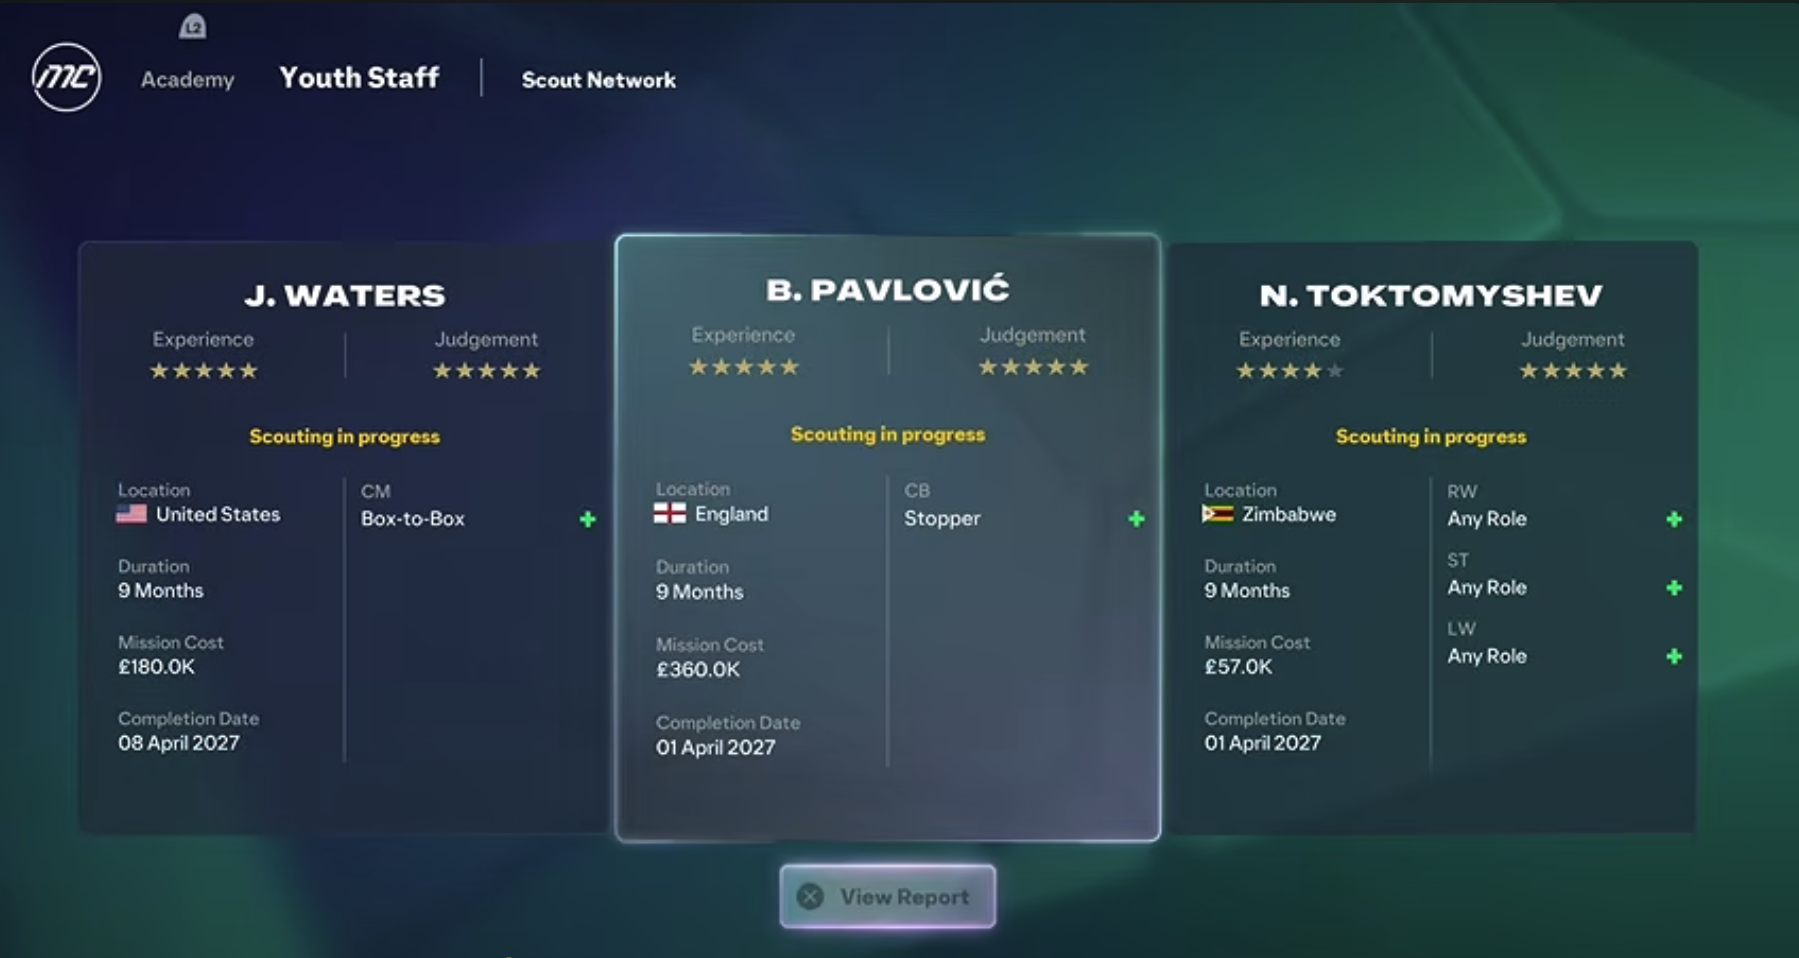 L2
MC
Academy
Youth Staff
Scout Network
J. WATERS
Experience
Judgement
Scouting in progress
Location
United States
Duration
9 Months
Mission Cost
£180.0K
Completion Date
08 April 2027
CM
Box-to-Box
B. PAVLOVIĆ
Experience
Judgement
Scouting in progress
Location
England
Duration
9 Months
Mission Cost
£360.0K
Completion Date
01 April 2027
CB
Stopper
N. TOKTOMYSHEV
Experience
Judgement
Scouting in progress
Location
Zimbabwe
Duration
9 Months
Mission Cost
£57.0K
Completion Date
01 April 2027
RW
Any Role
ST
Any Role
LW
Any Role
View Report